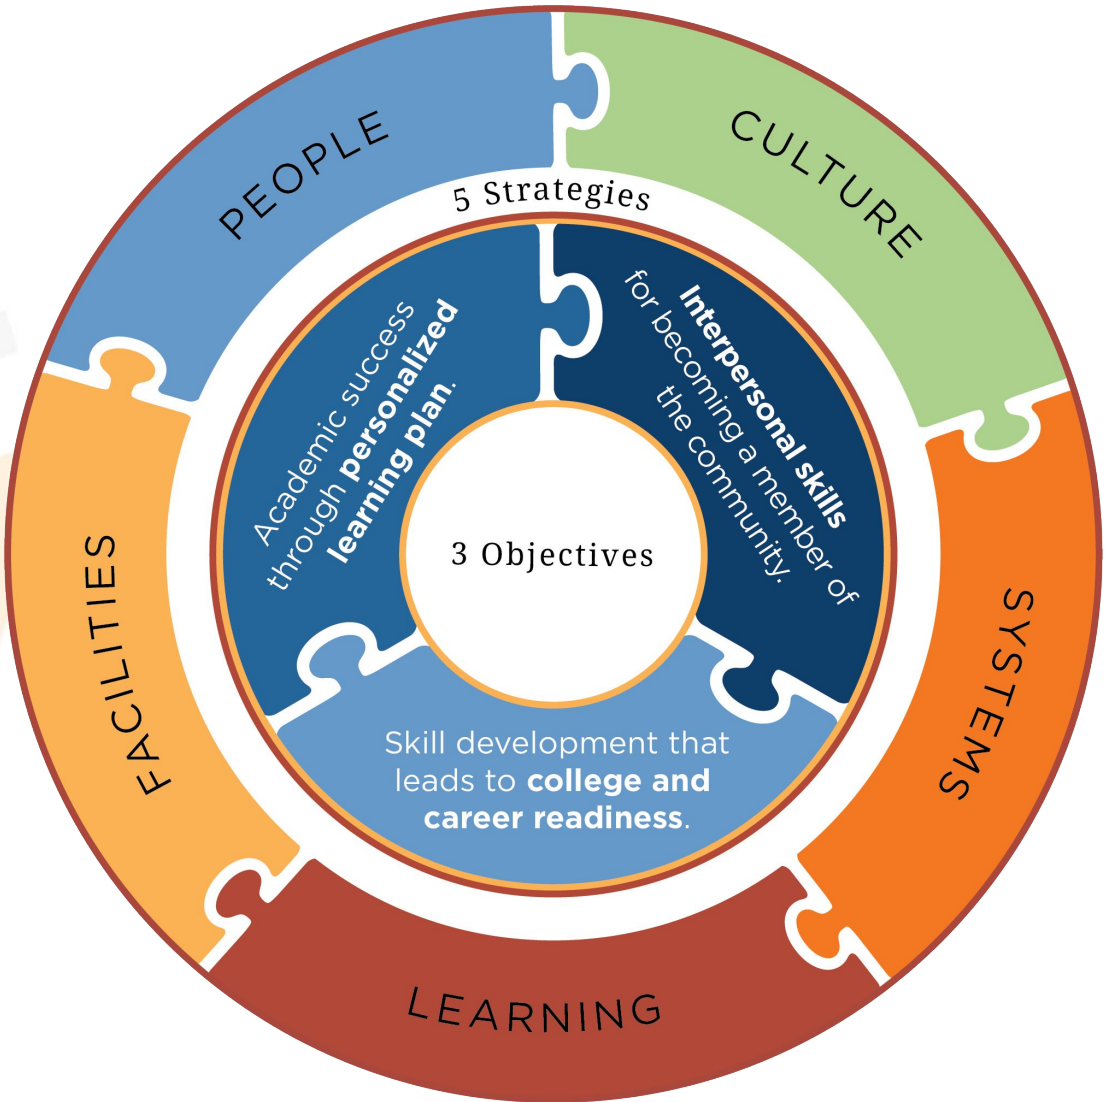 PEOPLE
CULTURE
5 Strategies
Academic success
through personalized
learning plan.
Interpersonal skills
for becoming a member of
the community.
3 Objectives
FACILITIES
SYSTEMS
Skill development that
leads to college and
career readiness.
LEARNING